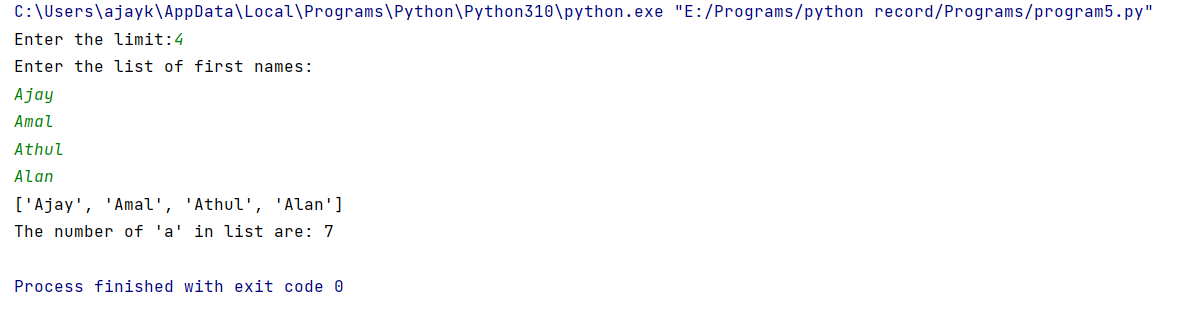 C:\Users\ajayk\AppData\Local\Programs\Python\Python310\python.exe "E:/Programs/python record/Programs/program5.py"
Enter the limit:4
Enter the list of first names:
Ajay
Amal
Athul
Alan
['Ajay', 'Amal', 'Athul', 'Alan']
The number of 'a' in list are: 7
Process finished with exit code 0